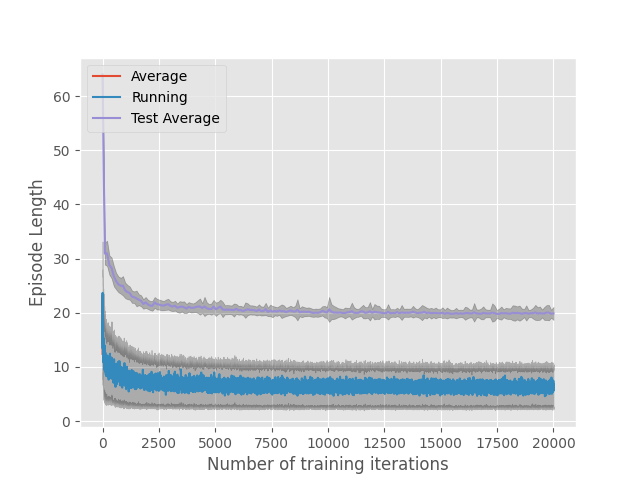 Average
Running
Test Average
Episode Length
60
50
40
30
20
10
0
0 2500 5000 7500 10000 12500 15000 17500 20000
Number of training iterations